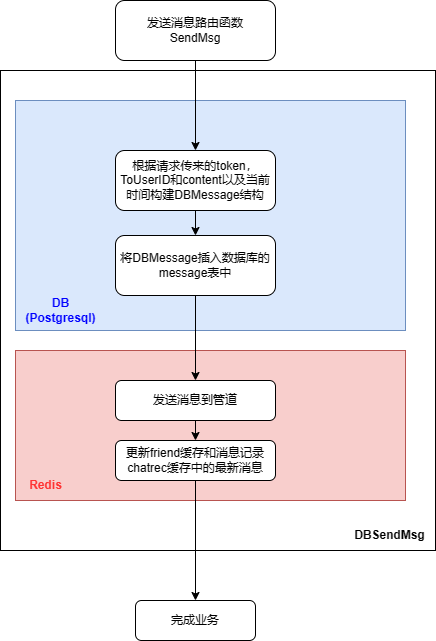 发送消息路由函数
SendMsg
根据请求传来的token，
ToUserID和content以及当前
时间构建DBMessage结构
将DBMessage插入数据库的
message表中
DB
(Postgresql)
发送消息到管道
更新friend缓存和消息记录
chatrec缓存中的最新消息
Redis
DBSendMsg
完成业务